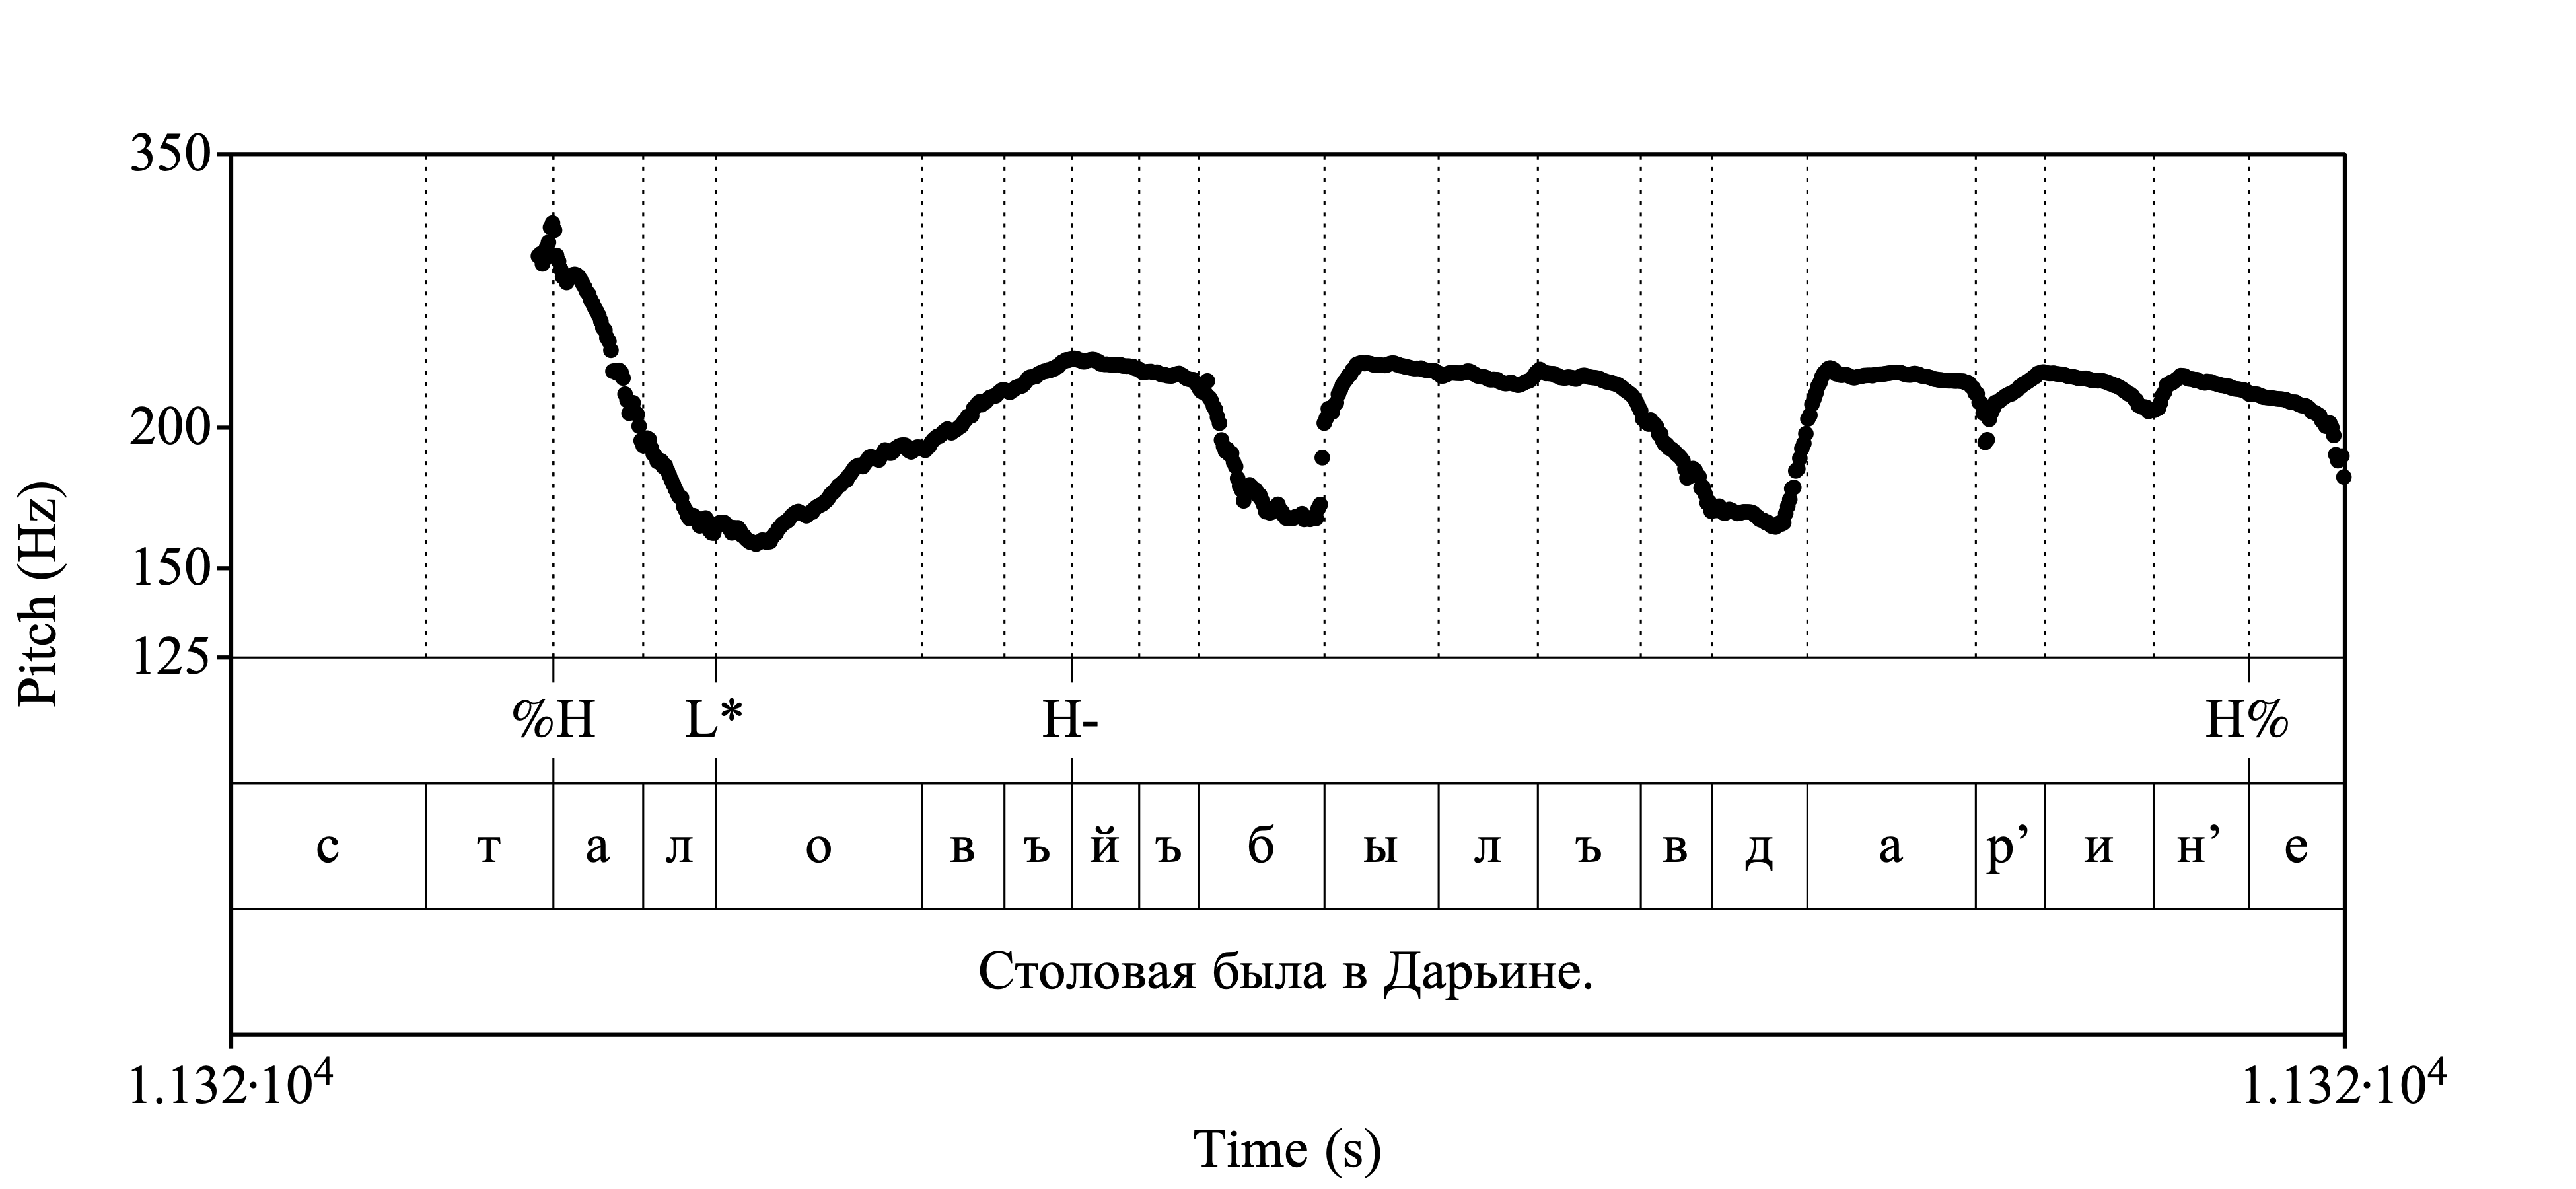 350
200
150
125
Pitch (Hz)
%H L* H- H%
с т а л о в ъ й ъ б ы л ъ в д а р’ и н’ е
Столовая была в Дарьине.
1.132·10⁴ 1.132·10⁴
Time (s)